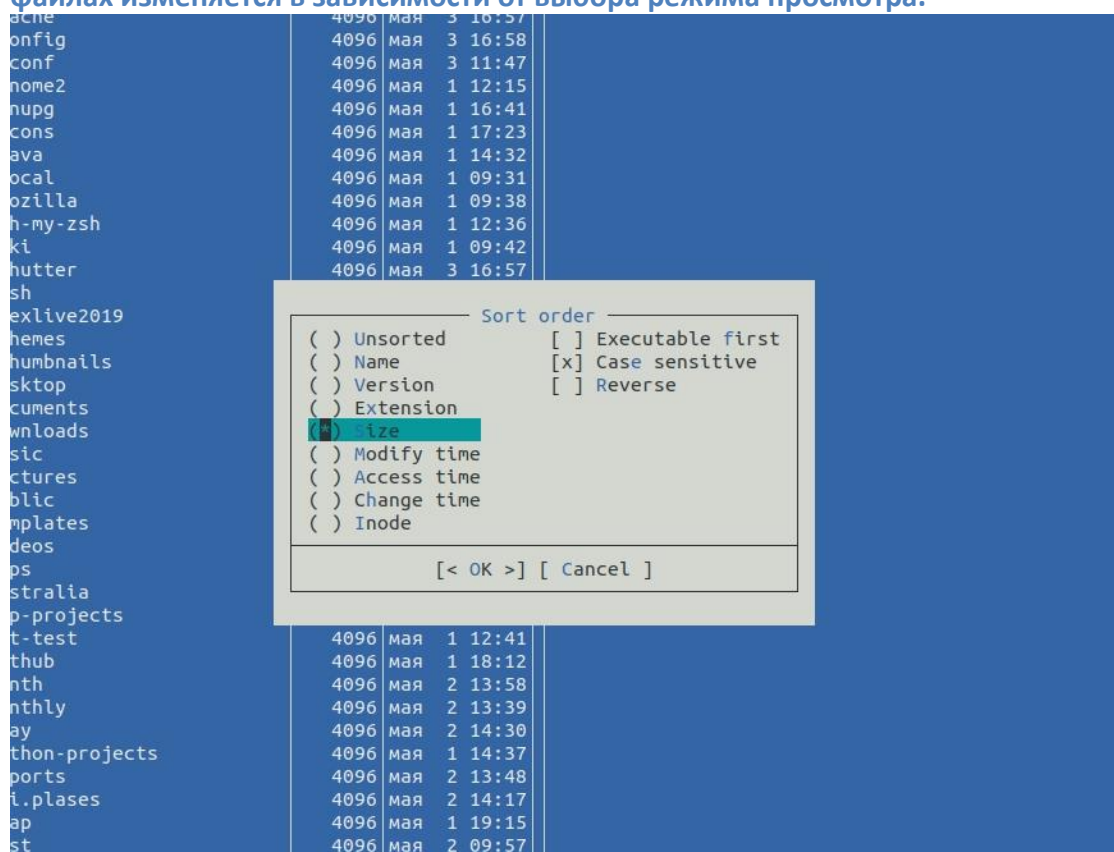 файлах изменяется в зависимости от выбора режима просмотра.
ache 4096 мая 3 16:57
onfig 4096 мая 3 16:58
conf 4096 мая 3 11:47
nome2 4096 мая 1 12:15
nupg 4096 мая 1 16:41
cons 4096 мая 1 17:23
ava 4096 мая 1 14:32
ocal 4096 мая 1 09:31
ozilla 4096 мая 1 09:38
h-my-zsh 4096 мая 1 12:36
ki 4096 мая 1 09:42
hutter 4096 мая 3 16:57
sh
exlive2019
hemes
humbnails
sktop
cuments
wnloads
sic
ctures
blic
mplates
deos
ps
stralia
p-projects
Sort order
( ) Unsorted [ ] Executable first
( ) Name [x] Case sensitive
( ) Version [ ] Reverse
( ) Extension
(*) Size
( ) Modify time
( ) Access time
( ) Change time
( ) Inode
[< OK >] [ Cancel ]
t-test 4096 мая 1 12:41
thub 4096 мая 1 18:12
nth 4096 мая 2 13:58
nthly 4096 мая 2 13:39
ay 4096 мая 2 14:30
thon-projects 4096 мая 1 14:37
ports 4096 мая 2 13:48
i.plases 4096 мая 2 14:17
ap 4096 мая 1 19:15
st 4096 мая 2 09:57